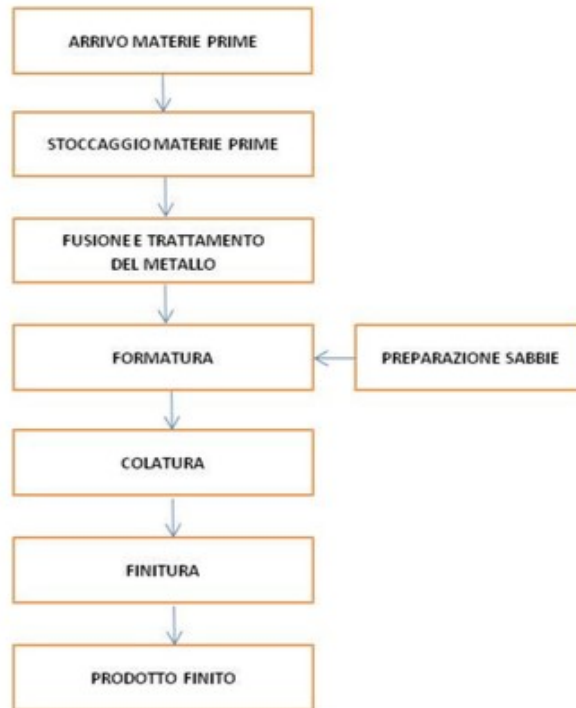 ARRIVO MATERIE PRIME
STOCCAGGIO MATERIE PRIME
FUSIONE E TRATTAMENTO
DEL METALLO
FORMATURA
PREPARAZIONE SABBIE
COLATURA
FINITURA
PRODOTTO FINITO